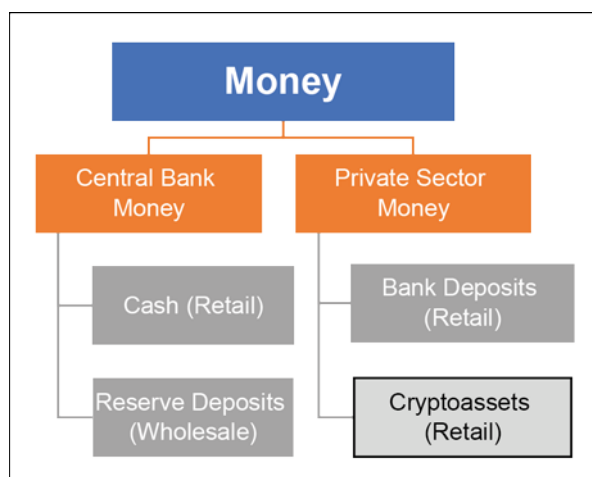 Money
Central Bank
Money
Private Sector
Money
Cash (Retail)
Bank Deposits
(Retail)
Reserve Deposits
(Wholesale)
Cryptoassets
(Retail)